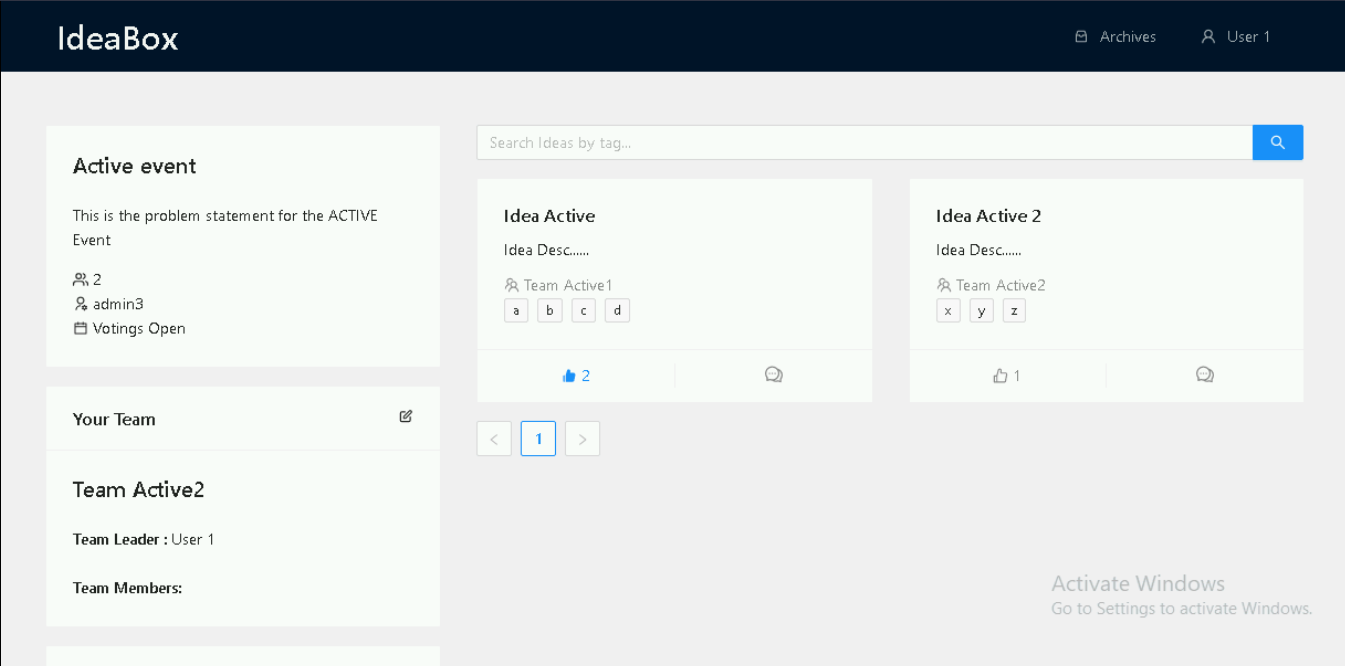 IdeaBox
Archives
User 1
Active event
This is the problem statement for the ACTIVE
Event
2
admin3
Votings Open
Your Team
Team Active2
Team Leader : User 1
Team Members:
Search Ideas by tag...
Idea Active
Idea Desc......
Team Active1
a b c d
2
Idea Active 2
Idea Desc......
Team Active2
x y z
1
< 1 >
Activate Windows
Go to Settings to activate Windows.